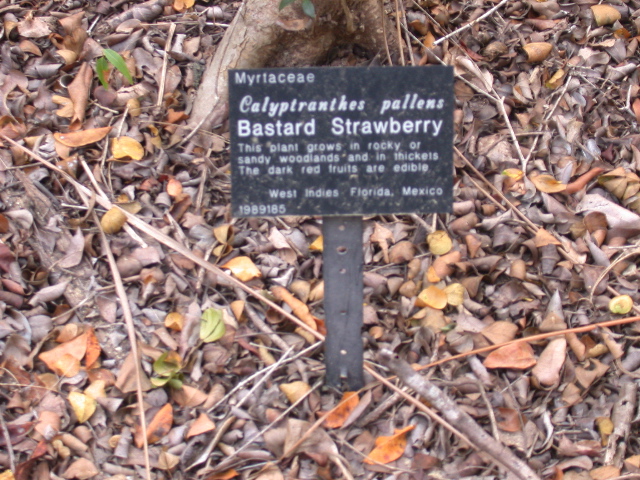 Myrtaceae
Calyptranthes pallens
Bastard Strawberry
This plant grows in rocky or
sandy woodlands and in thickets
The dark red fruits are edible
West Indies Florida, Mexico
1989185